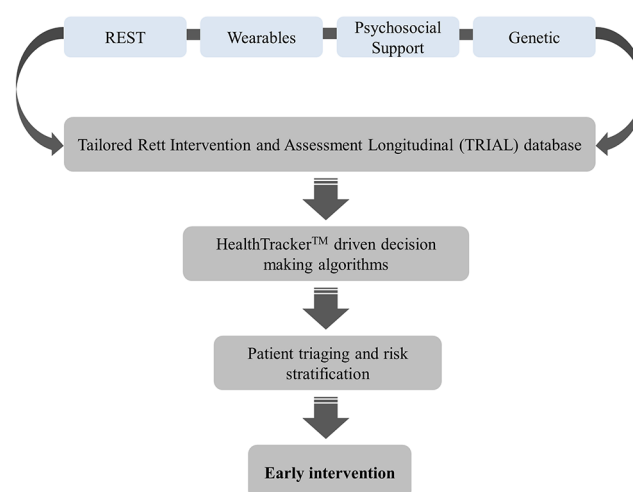 REST
Wearables
Psychosocial
Support
Genetic
Tailored Rett Intervention and Assessment Longitudinal (TRIAL) database
HealthTracker™ driven decision
making algorithms
Patient triaging and risk
stratification
Early intervention